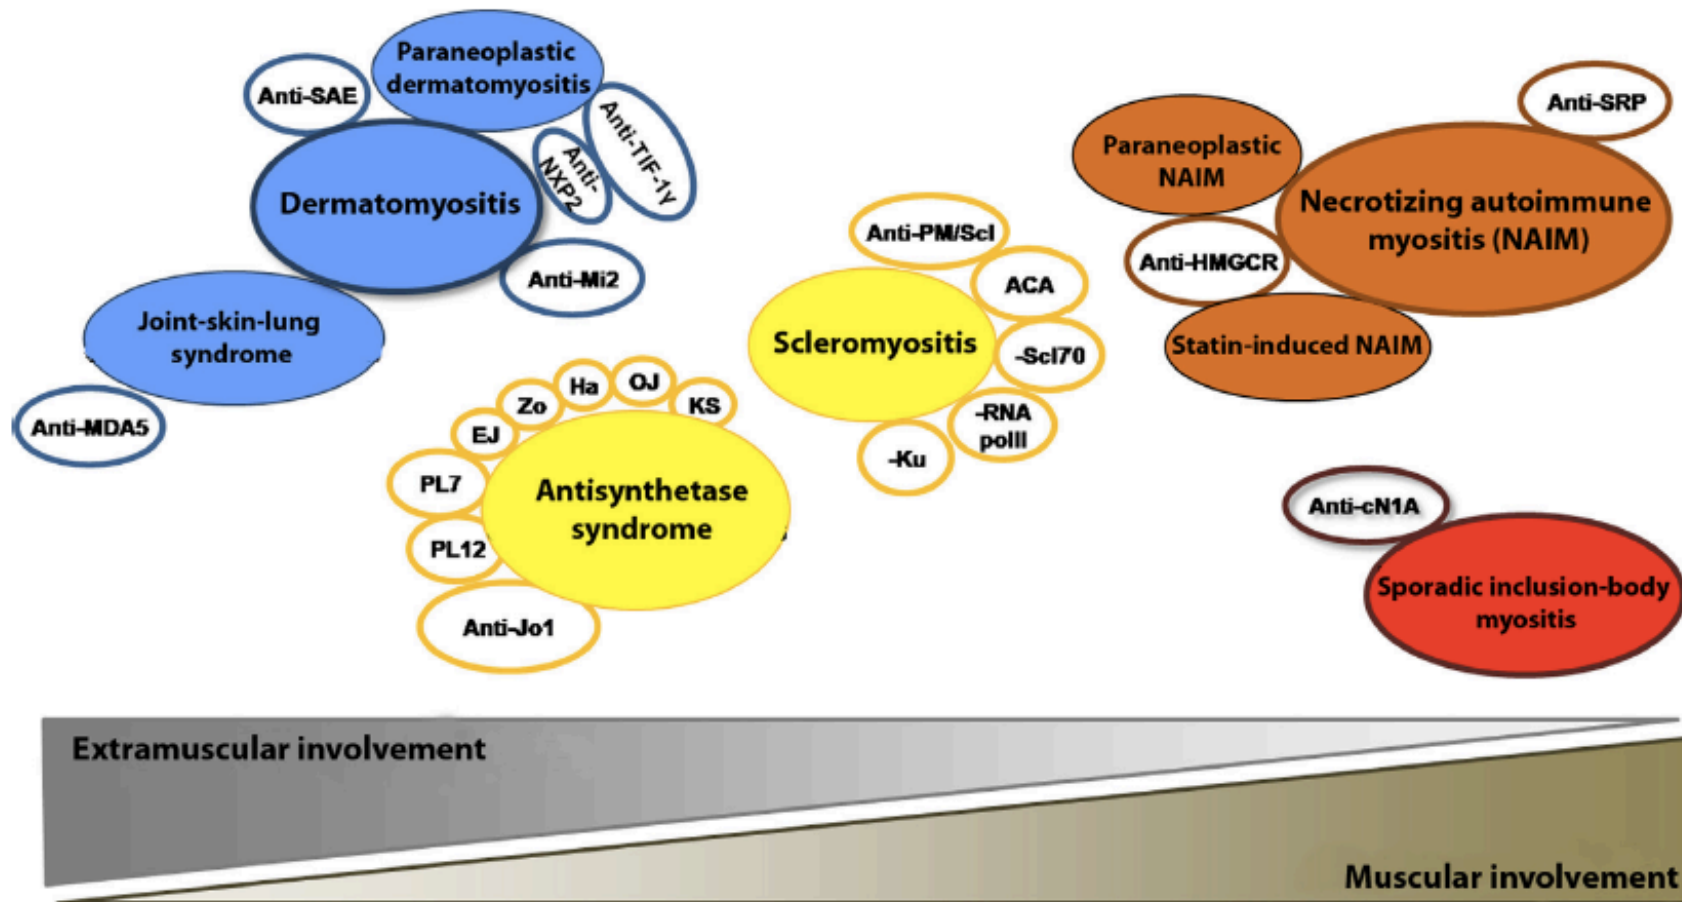 Paraneoplastic
dermatomyositis
Anti-SAE
Anti-TIF-1γ
Anti-
NXP2
Dermatomyositis
Anti-Mi2
Joint-skin-lung
syndrome
Anti-MDA5
Anti-SRP
Paraneoplastic
NAIM
Necrotizing autoimmune
myositis (NAIM)
Anti-HMGCR
Statin-induced NAIM
Anti-PM/Scl
ACA
Scleromyositis
-Scl70
-RNA
polII
-Ku
Ha
OJ
Zo
KS
EJ
PL7
Antisynthetase
syndrome
PL12
Anti-Jo1
Anti-cN1A
Sporadic inclusion-body
myositis
Extramuscular involvement
Muscular involvement